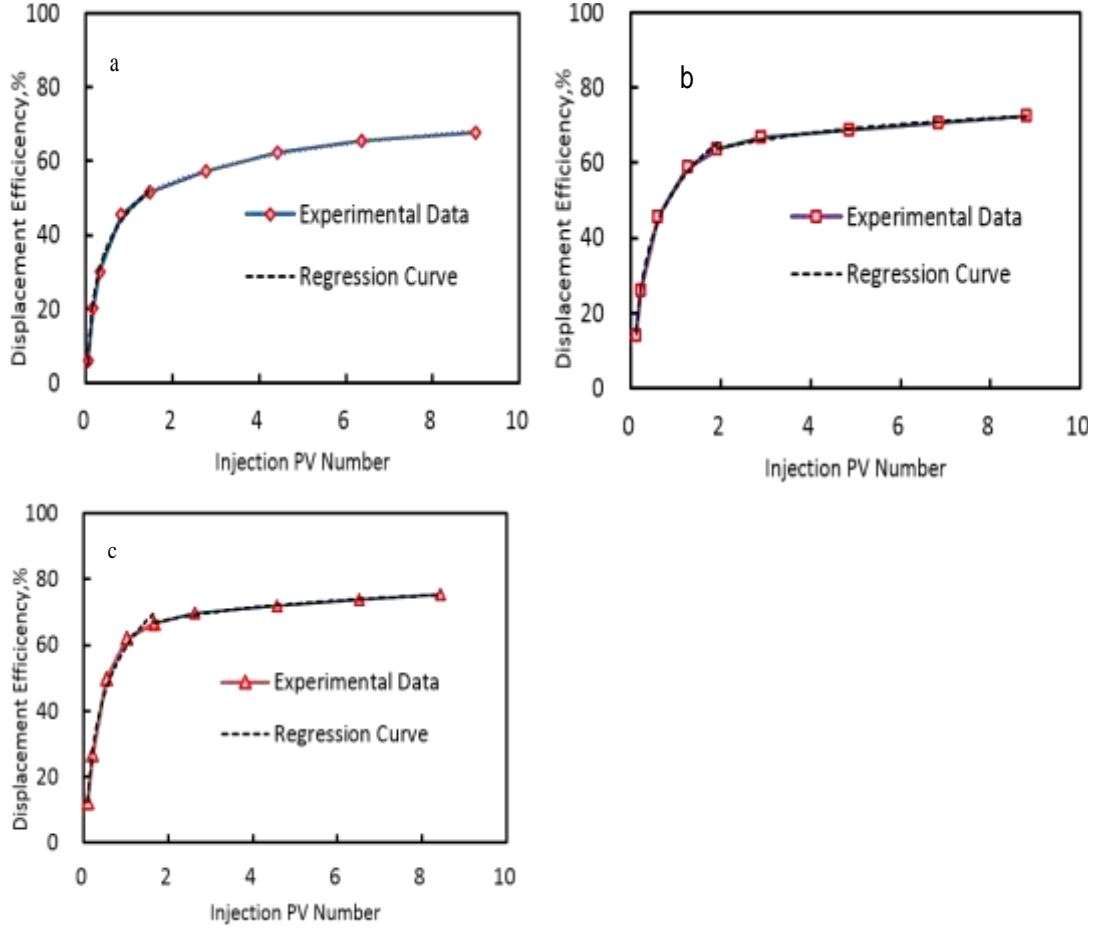 a
Displacement Efficicency,%
100
80
60
40
20
0
Experimental Data
Regression Curve
0 2 4 6 8 10
Injection PV Number
b
Displacement Efficicency,%
100
80
60
40
20
0
Experimental Data
Regression Curve
0 2 4 6 8 10
Injection PV Number
c
Displacement Efficicency,%
100
80
60
40
20
0
Experimental Data
Regression Curve
0 2 4 6 8 10
Injection PV Number